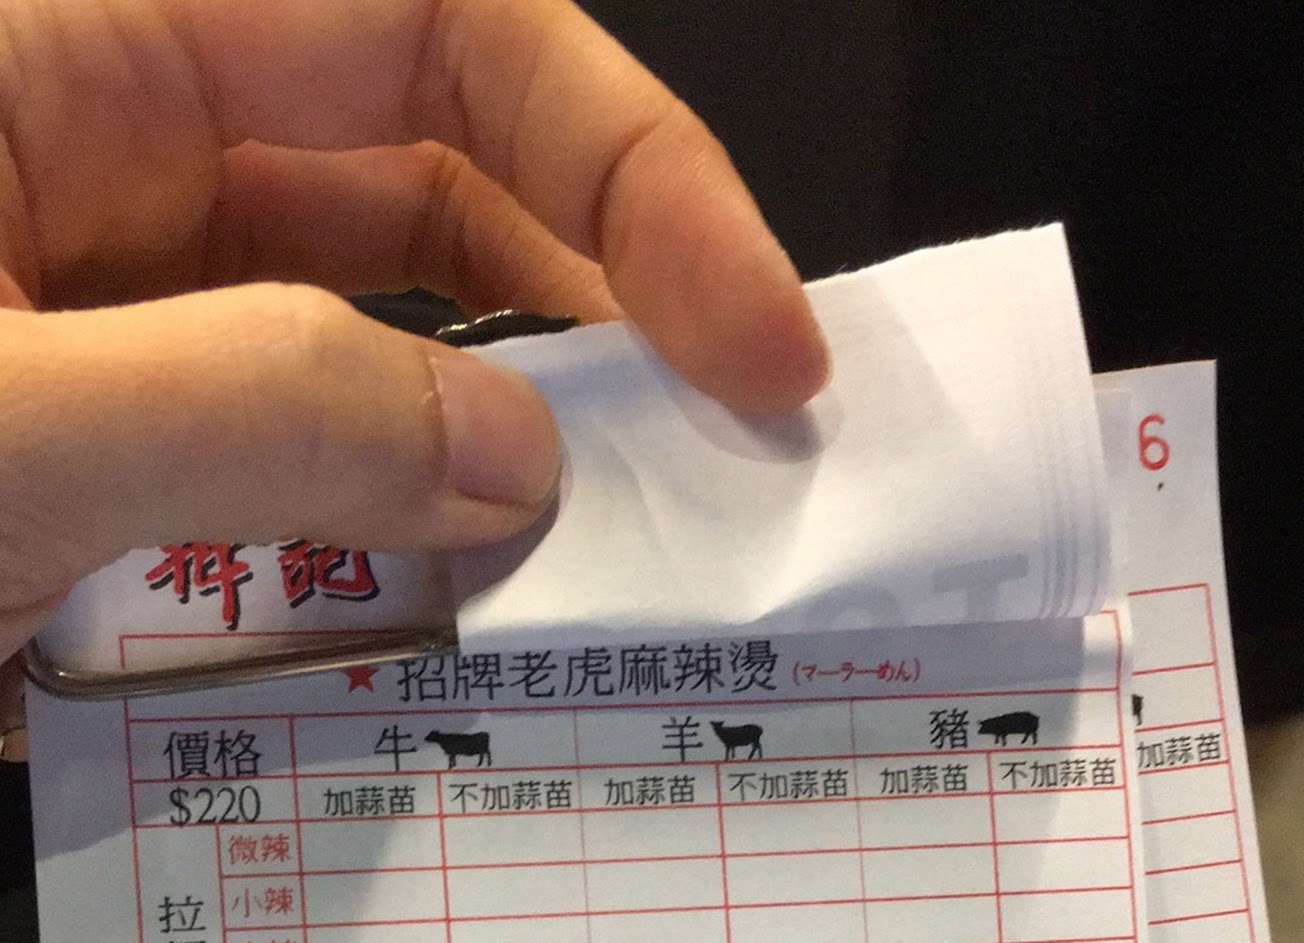 6
記
★招牌老虎麻辣燙(マーラーめん)
價格 牛 羊 豬
$220 加蒜苗 不加蒜苗 加蒜苗 不加蒜苗 加蒜苗 不加蒜苗 加蒜苗
微辣
小辣
拉